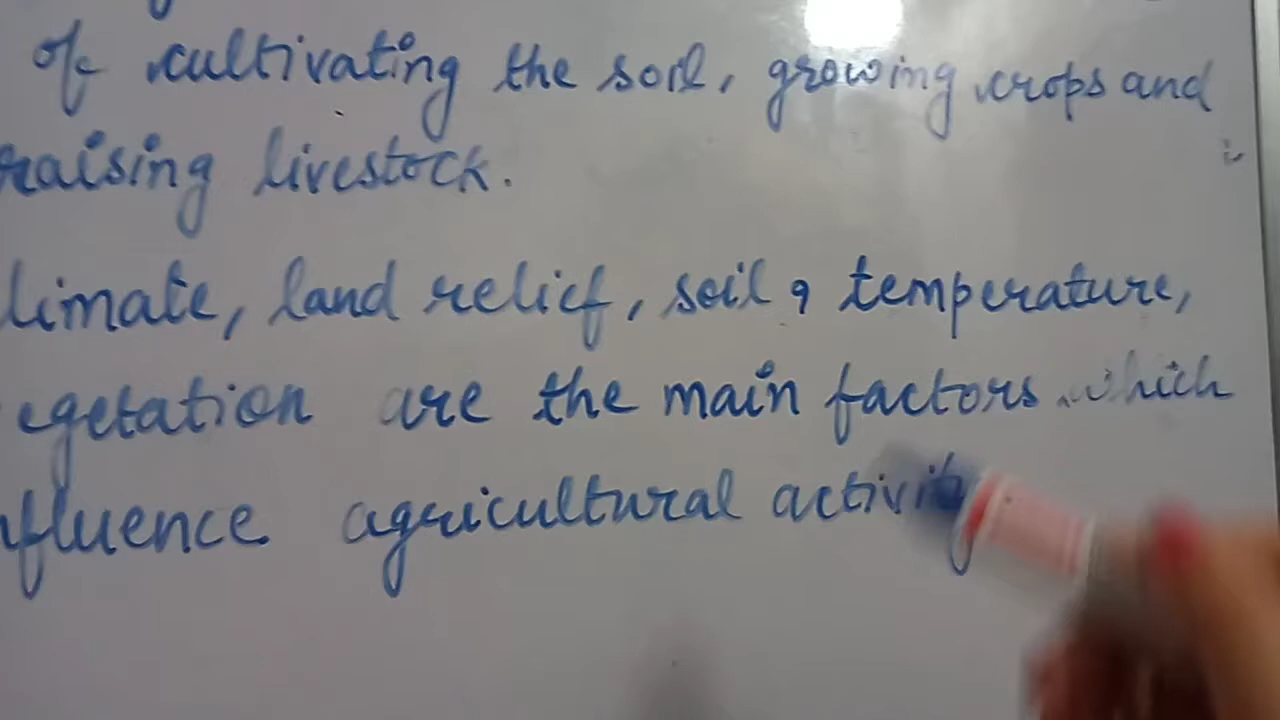 of cultivating the soil, growing crops and
raising livestock.
limate, land relief, soil, temperature,
egetation are the main factors which
nfluence agricultural activity